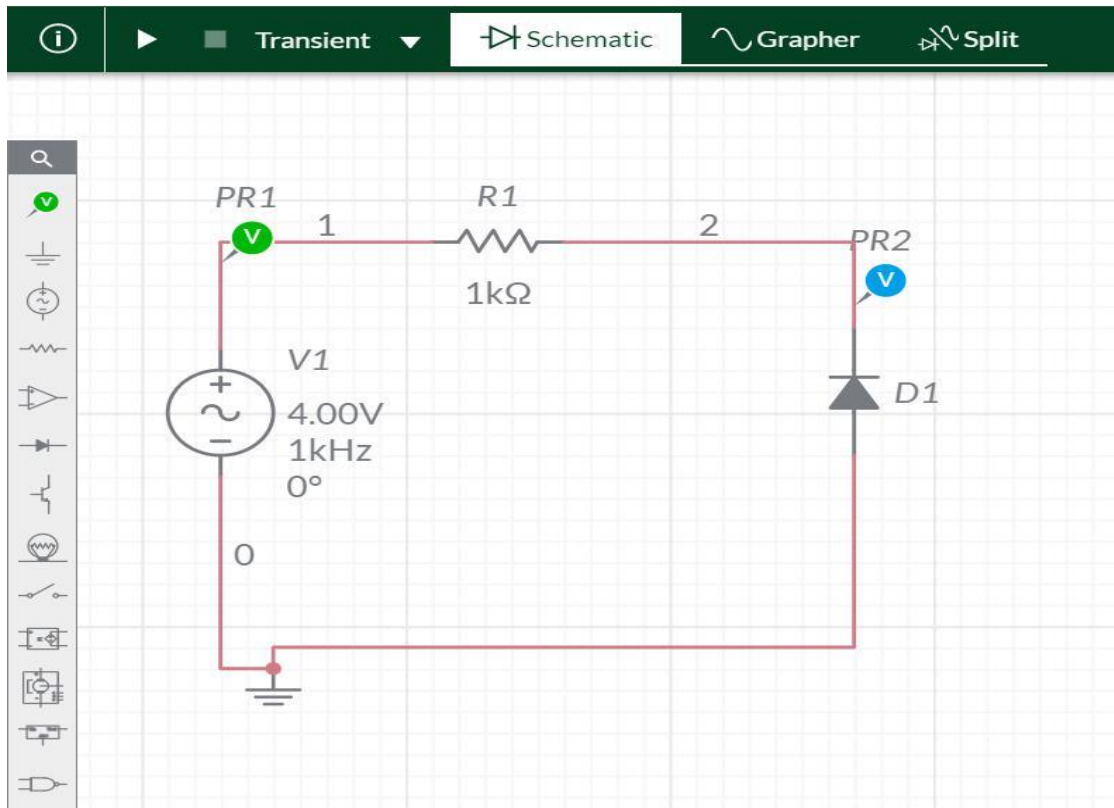 Transient Schematic Grapher Split
PR1
R1
1
2
PR2
V
V
1kΩ
V1
4.00V
1kHz
0°
D1
0